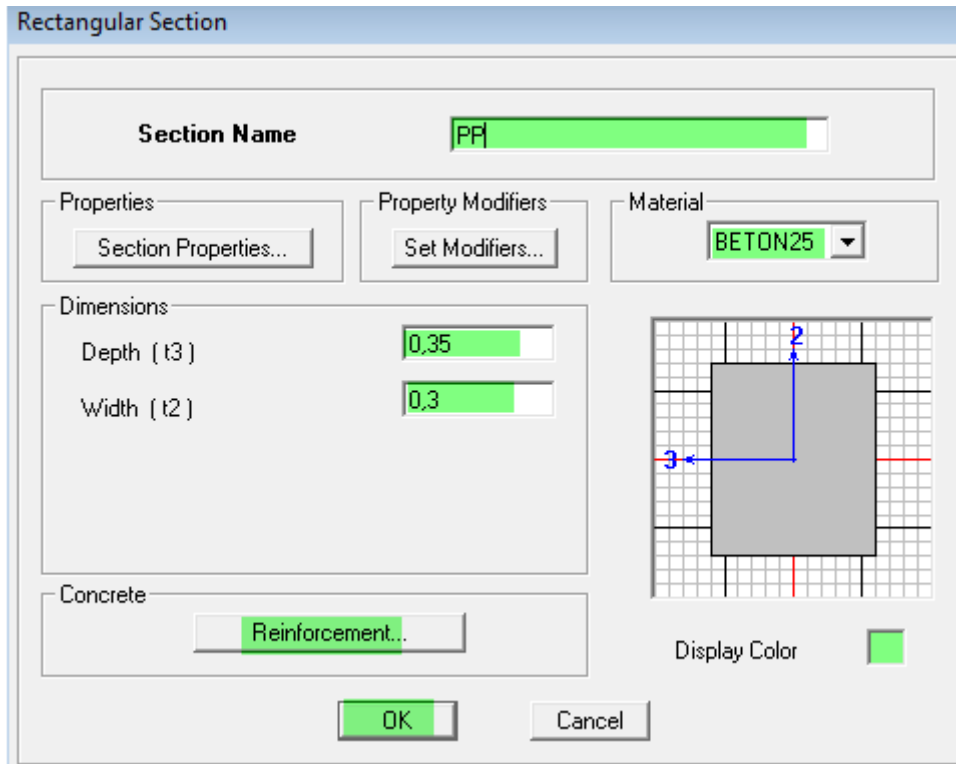 Rectangular Section
Section Name PP
Properties Property Modifiers Material
Section Properties... Set Modifiers... BETON25
Dimensions
Depth ( t3 ) 0,35
Width ( t2 ) 0,3
2
3
Concrete
Reinforcement...
Display Color
OK Cancel